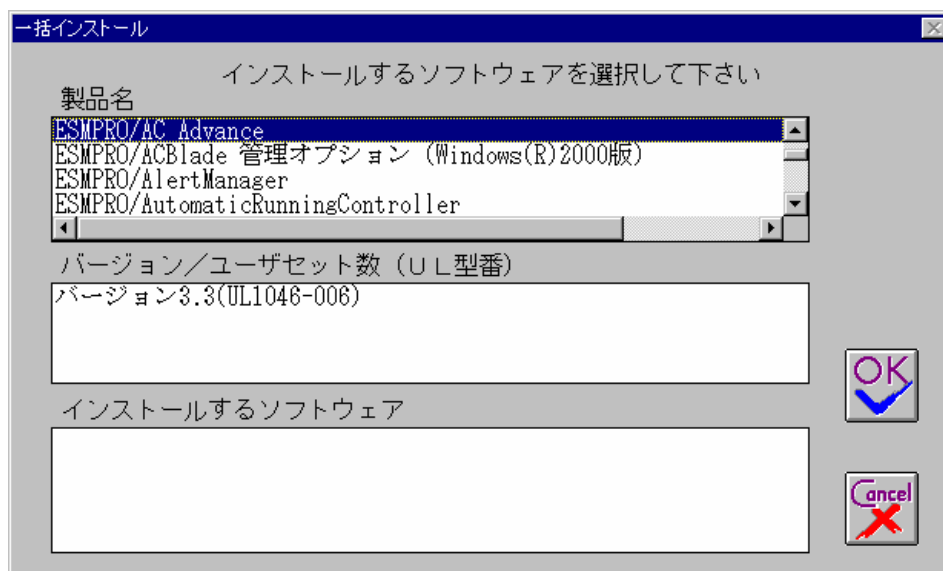 一括インストール
インストールするソフトウェアを選択して下さい
製品名
ESMPRO/AC Advance
ESMPRO/ACBlade 管理オプション (Windows(R)2000版)
ESMPRO/AlertManager
ESMPRO/AutomaticRunningController
バージョン／ユーザセット数（ＵＬ型番）
バージョン3.3(UL1046-006)
OK
インストールするソフトウェア
Cancel